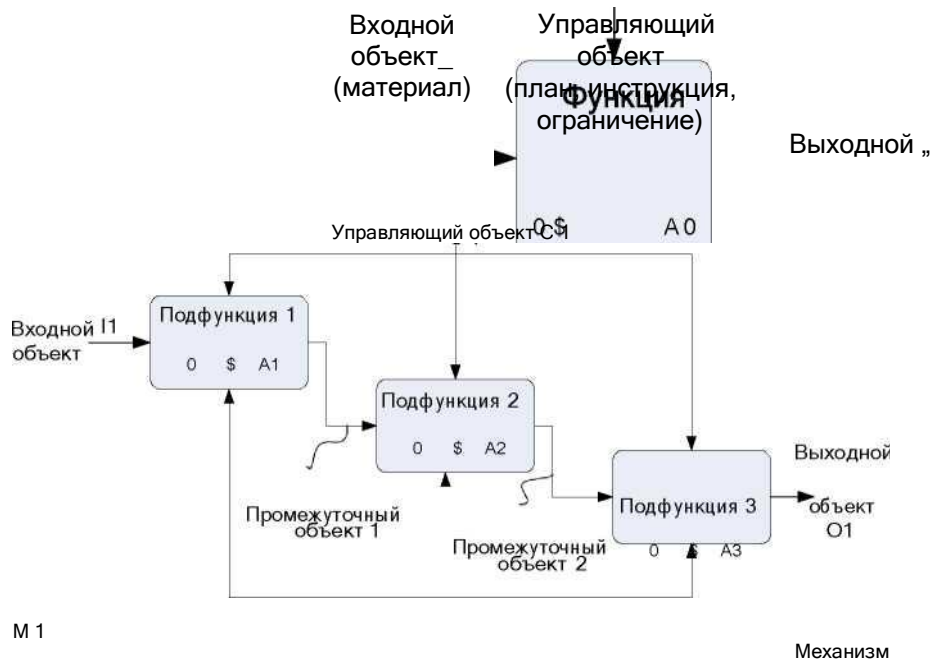 Входной
объект_
(материал)
Управляющий
объект
(план, инструкция,
ограничение)
Функция
Выходной „
0 $ A0
Управляющий объект C 1
Входной I1
объект
Подфункция 1
0 $ A1
Подфункция 2
0 $ A2
Подфункция 3
0 $ A3
Промежуточный
объект 1
Промежуточный
объект 2
Выходной
объект
O1
M 1
Механизм